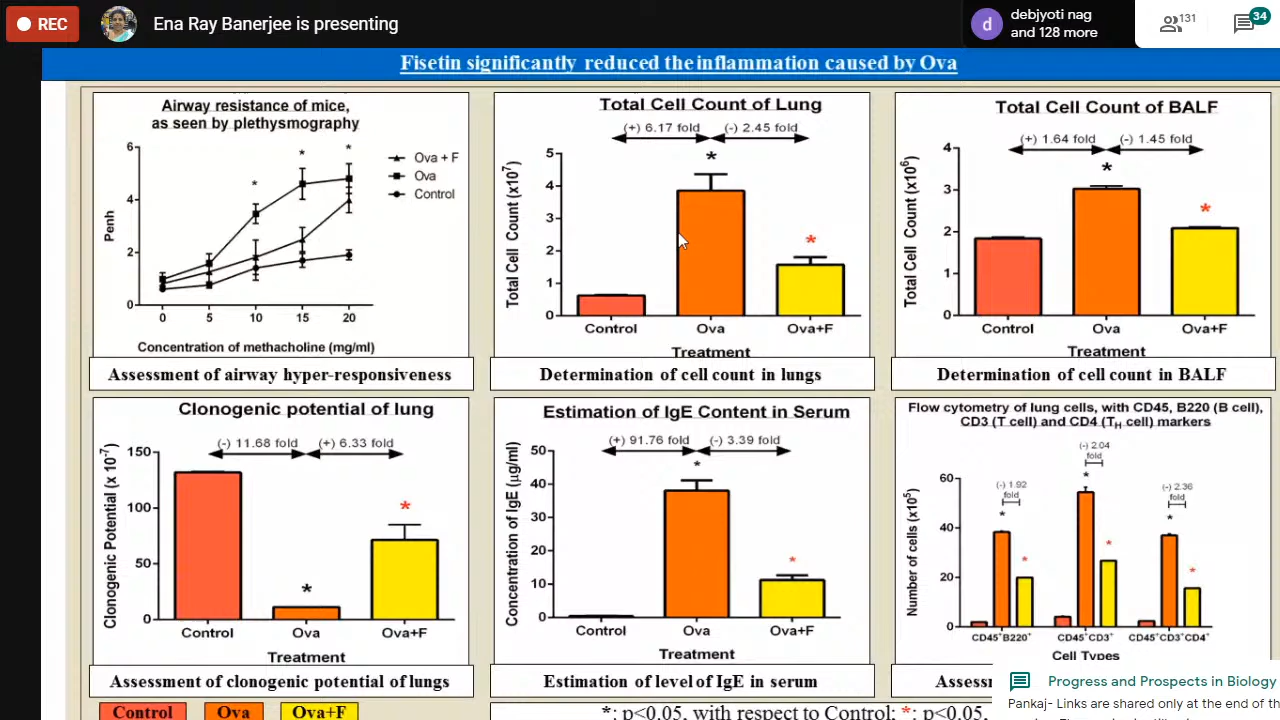 REC
Ena Ray Banerjee is presenting
d
debjyoti nag
and 128 more
131
34
Fisetin significantly reduced the inflammation caused by Ova
Airway resistance of mice,
as seen by plethysmography
6
4
2
0
Penh
*
*
*
Ova + F
Ova
Control
0 5 10 15 20
Concentration of methacholine (mg/ml)
Assessment of airway hyper-responsiveness
Total Cell Count of Lung
(+) 6.17 fold (-) 2.45 fold
5
4
3
2
1
0
Total Cell Count (x10⁷)
*
*
Control Ova Ova+F
Treatment
Determination of cell count in lungs
Total Cell Count of BALF
(+) 1.64 fold (-) 1.45 fold
4
3
2
1
0
Total Cell Count (x10⁶)
*
*
Control Ova Ova+F
Treatment
Determination of cell count in BALF
Clonogenic potential of lung
(-) 11.68 fold (+) 6.33 fold
150
100
50
0
Clonogenic Potential (x 10⁻⁷)
*
*
Control Ova Ova+F
Treatment
Assessment of clonogenic potential of lungs
Estimation of IgE Content in Serum
(+) 91.76 fold (-) 3.39 fold
50
40
30
20
10
0
Concentration of IgE (µg/ml)
*
*
Control Ova Ova+F
Treatment
Estimation of level of IgE in serum
Flow cytometry of lung cells, with CD45, B220 (B cell),
CD3 (T cell) and CD4 (T_H cell) markers
(-) 2.04
fold
(-) 1.92
fold
(-) 2.36
fold
60
40
20
0
Number of cells (x10⁵)
*
*
*
*
*
*
CD45⁺B220⁺ CD45⁺CD3⁺ CD45⁺CD3⁺CD4⁺
Cell Types
Assess
Control Ova Ova+F
*: p<0.05, with respect to Control; *: p<0.05,
Progress and Prospects in Biology
Pankaj- Links are shared only at the end of th